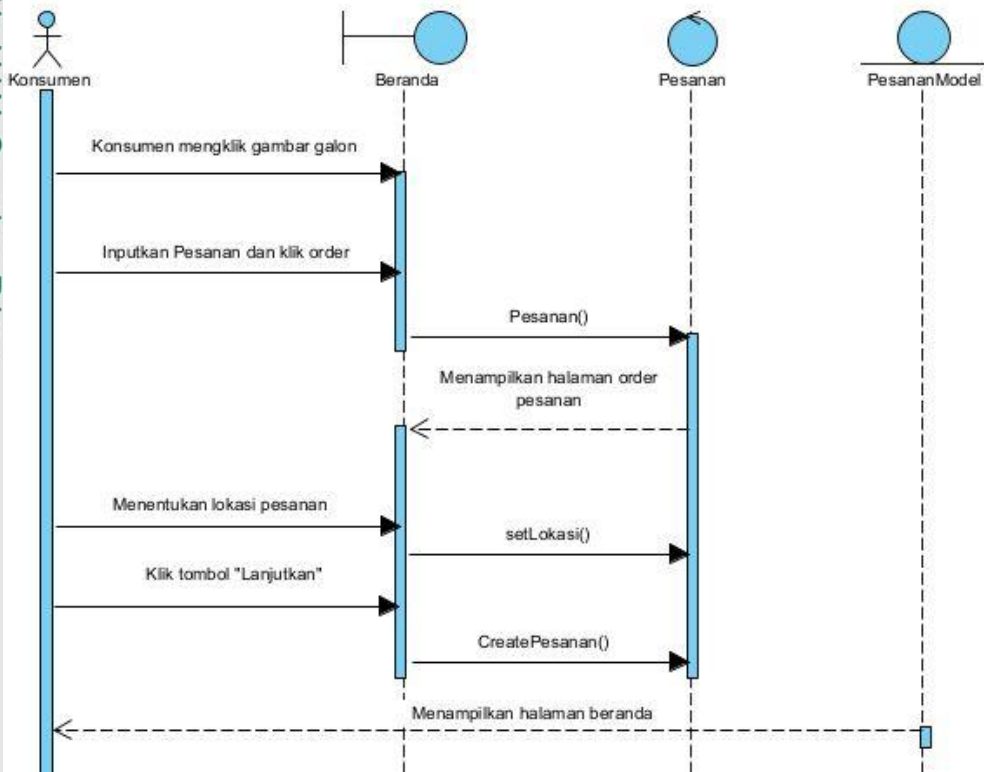 Konsumen
Beranda
Pesanan
PesananModel
Konsumen mengklik gambar galon
Inputkan Pesanan dan klik order
Pesanan()
Menampilkan halaman order
pesanan
Menentukan lokasi pesanan
setLokasi()
Klik tombol "Lanjutkan"
CreatePesanan()
Menampilkan halaman beranda